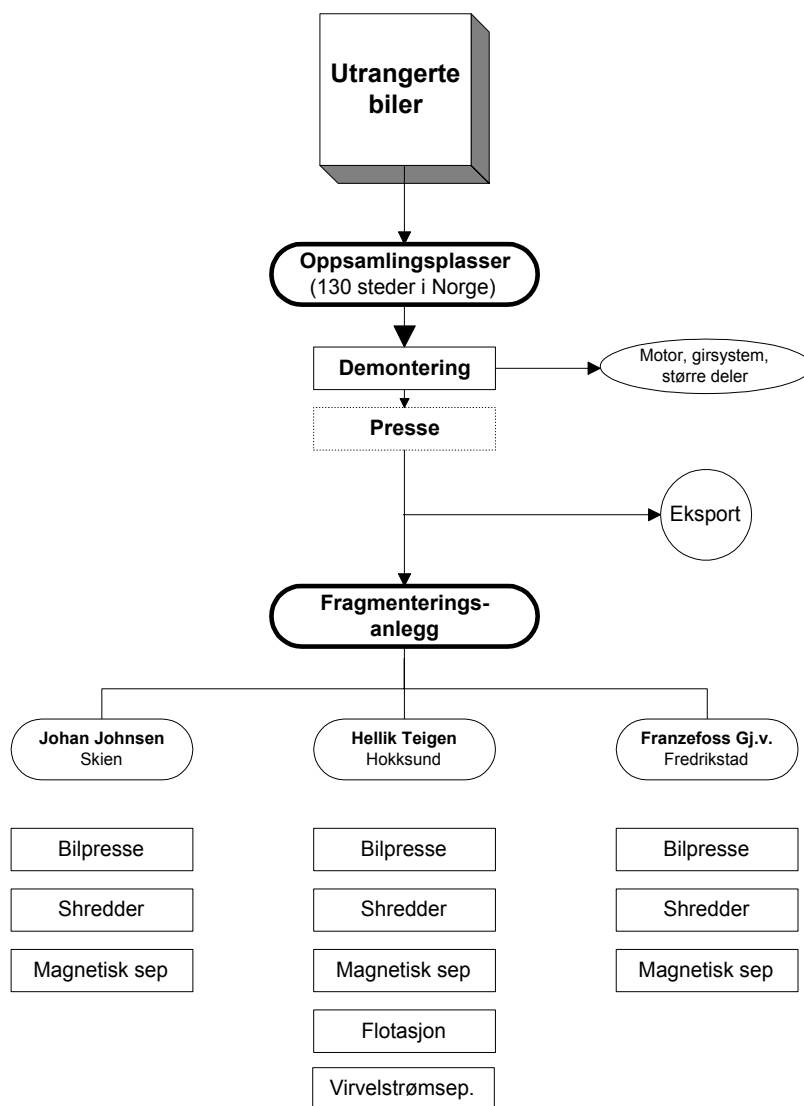 Utrangerte
biler
Oppsamlingsplasser
(130 steder i Norge)
Demontering
Motor, girsystem,
større deler
Presse
Eksport
Fragmenterings-
anlegg
Johan Johnsen
Skien
Hellik Teigen
Hokksund
Franzefoss Gj.v.
Fredrikstad
Bilpresse
Bilpresse
Bilpresse
Shredder
Shredder
Shredder
Magnetisk sep
Magnetisk sep
Magnetisk sep
Flotasjon
Virvelstrømsep.